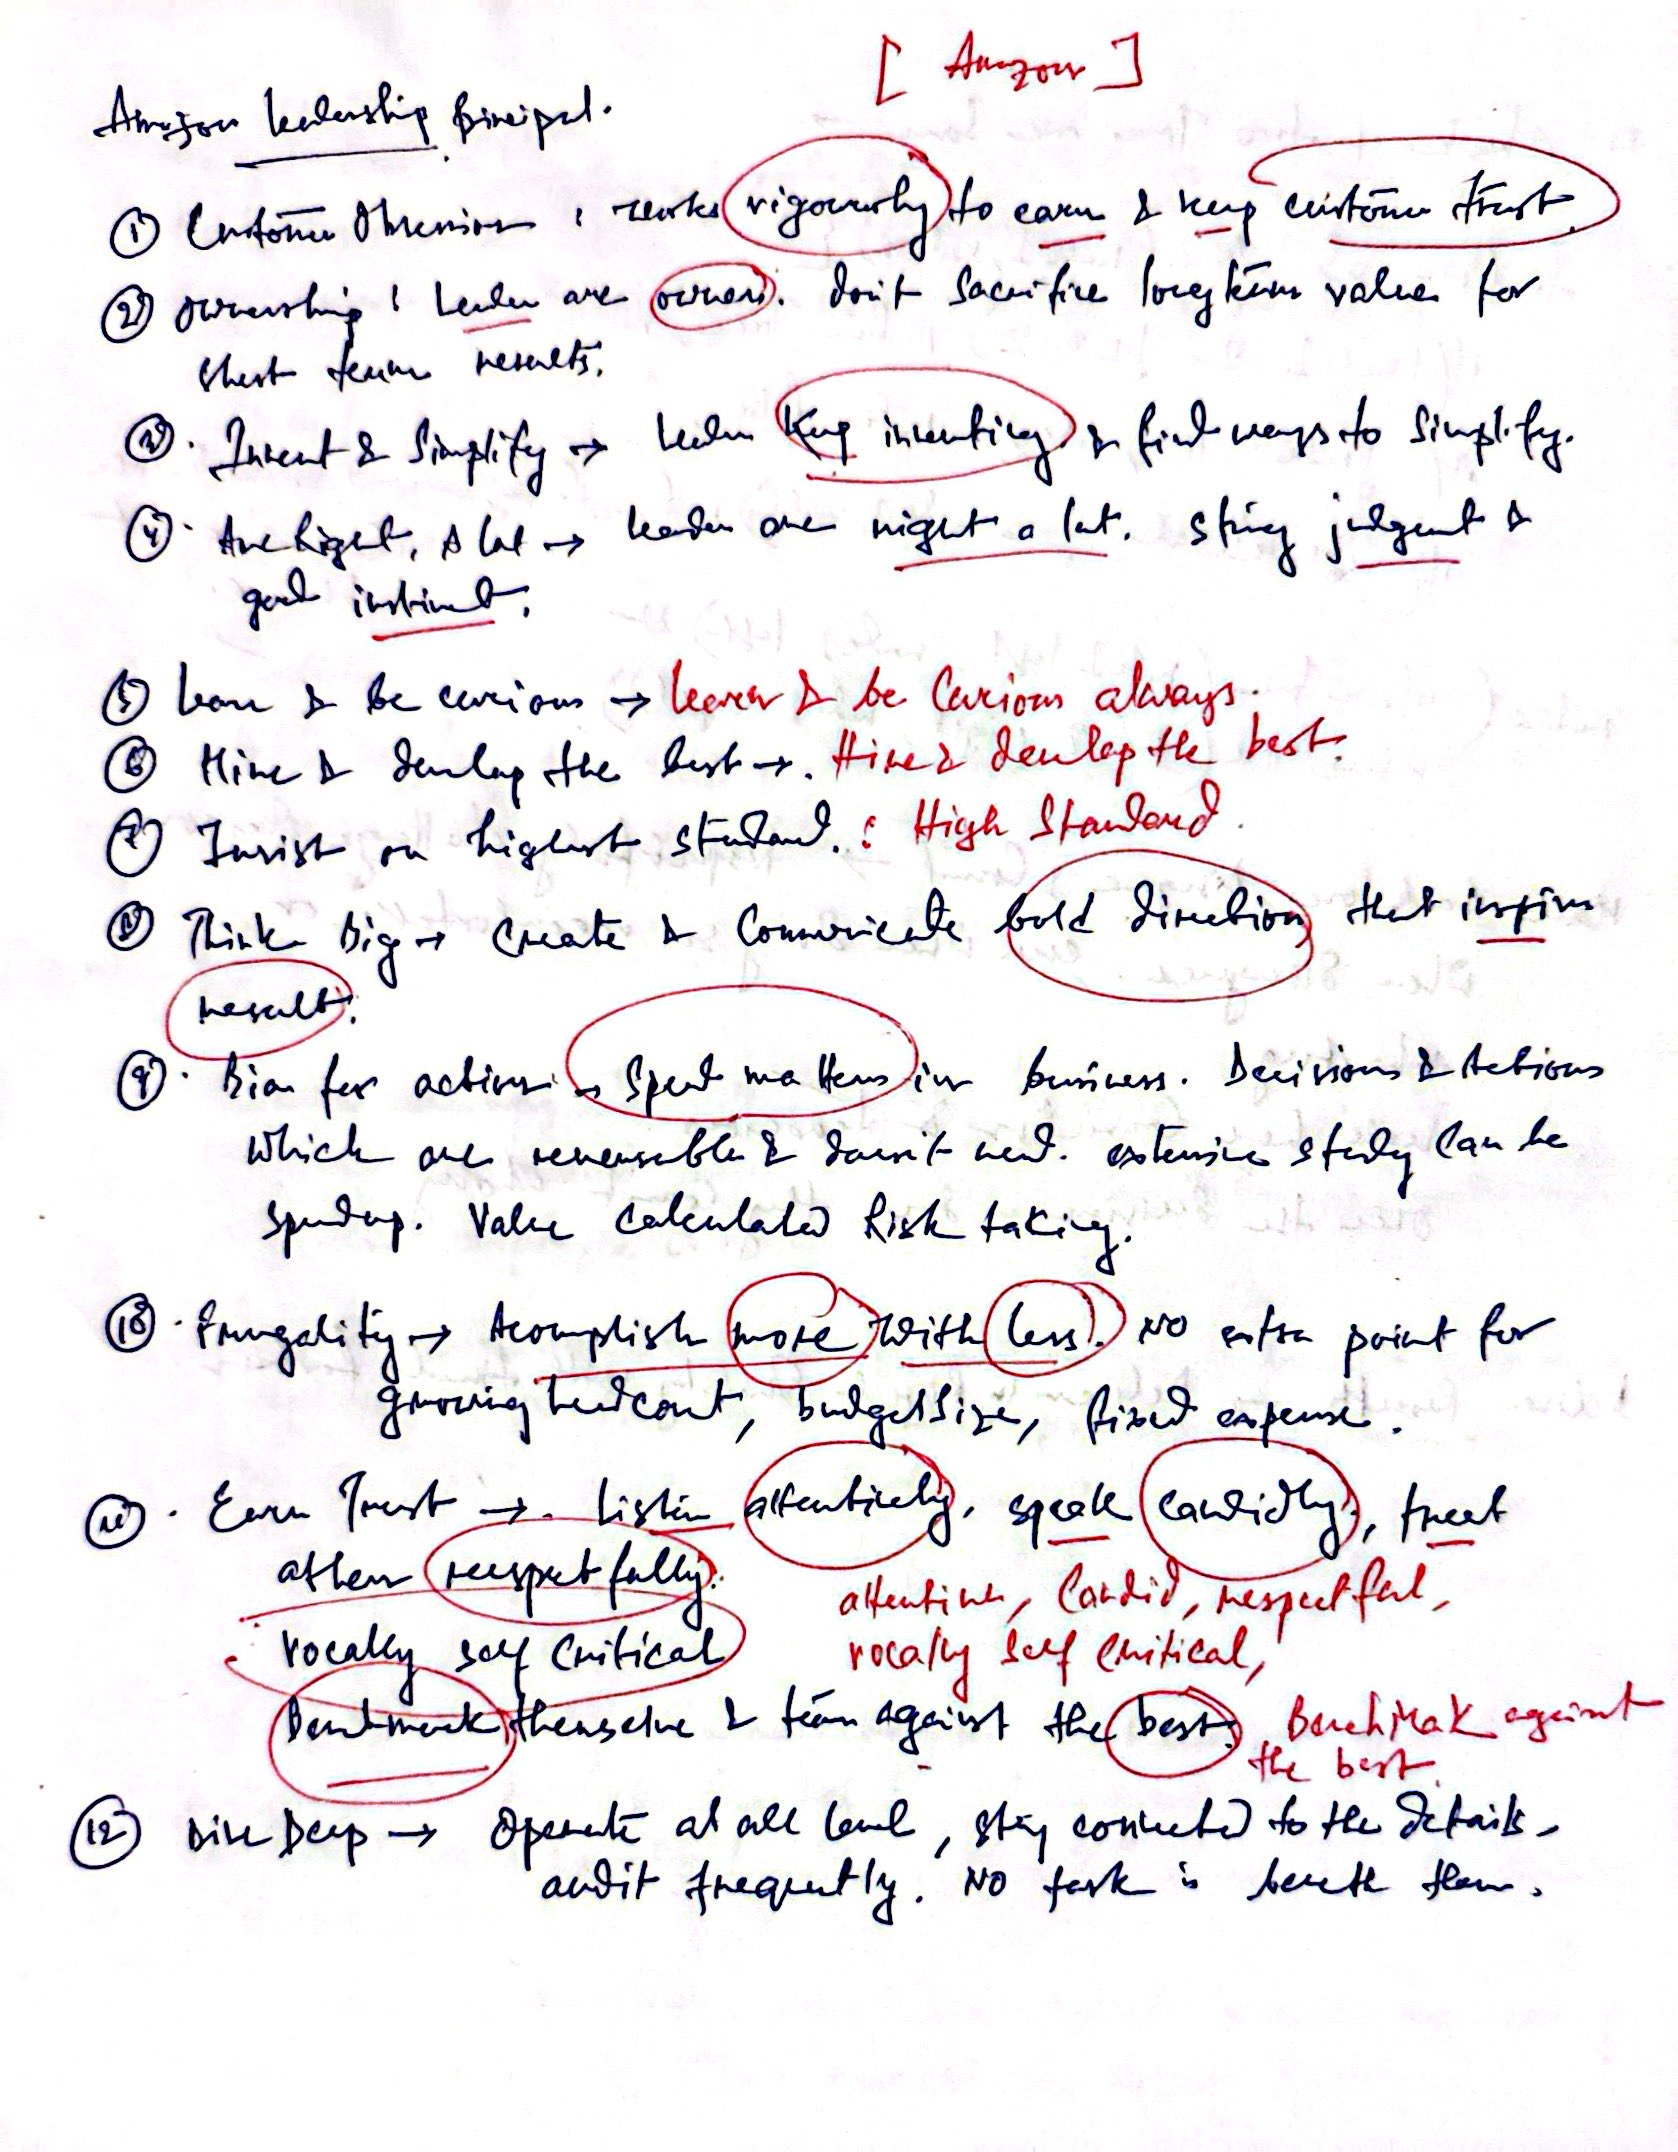 [ Amazon ]
Amazon leadership principal.
① Customer Obsession : works vigorously to earn & keep customer trust.
② Ownership : Leader are owners. don't sacrifice longterm value for
short term results.
③. Invent & Simplify → leader keep inventing & find ways to simplify.
④. Are Right, A lot → leader are right a lot. Strong judgment &
good instinct.
⑤ learn & be curious → learn & be curious always.
⑥ Hire & develop the best →. Hire & develop the best.
⑦ Insist on highest standard. : High Standard.
⑧ Think Big → Create & Communicate bold direction that inspire
result.
⑨. Bias for action → Speed matters in business. Decisions & Actions
which are reversable & doesn't need. extensive study can be
speedup. Value calculated Risk taking.
⑩. Frugality → Acomplish more with less. NO extra point for
growing headcount, budget size, fixed expense.
⑪. Earn Trust →. Listen attentively, speak candidly, treat
others respectfully.
attentive, Candid, respectful,
vocally self critical
vocally self critical,
Benchmark themselve & team against the best. Benchmak against
the best.
⑫ Dive Deep → Operate at all level, stay connected to the details,
audit frequently. NO task is beneth them.